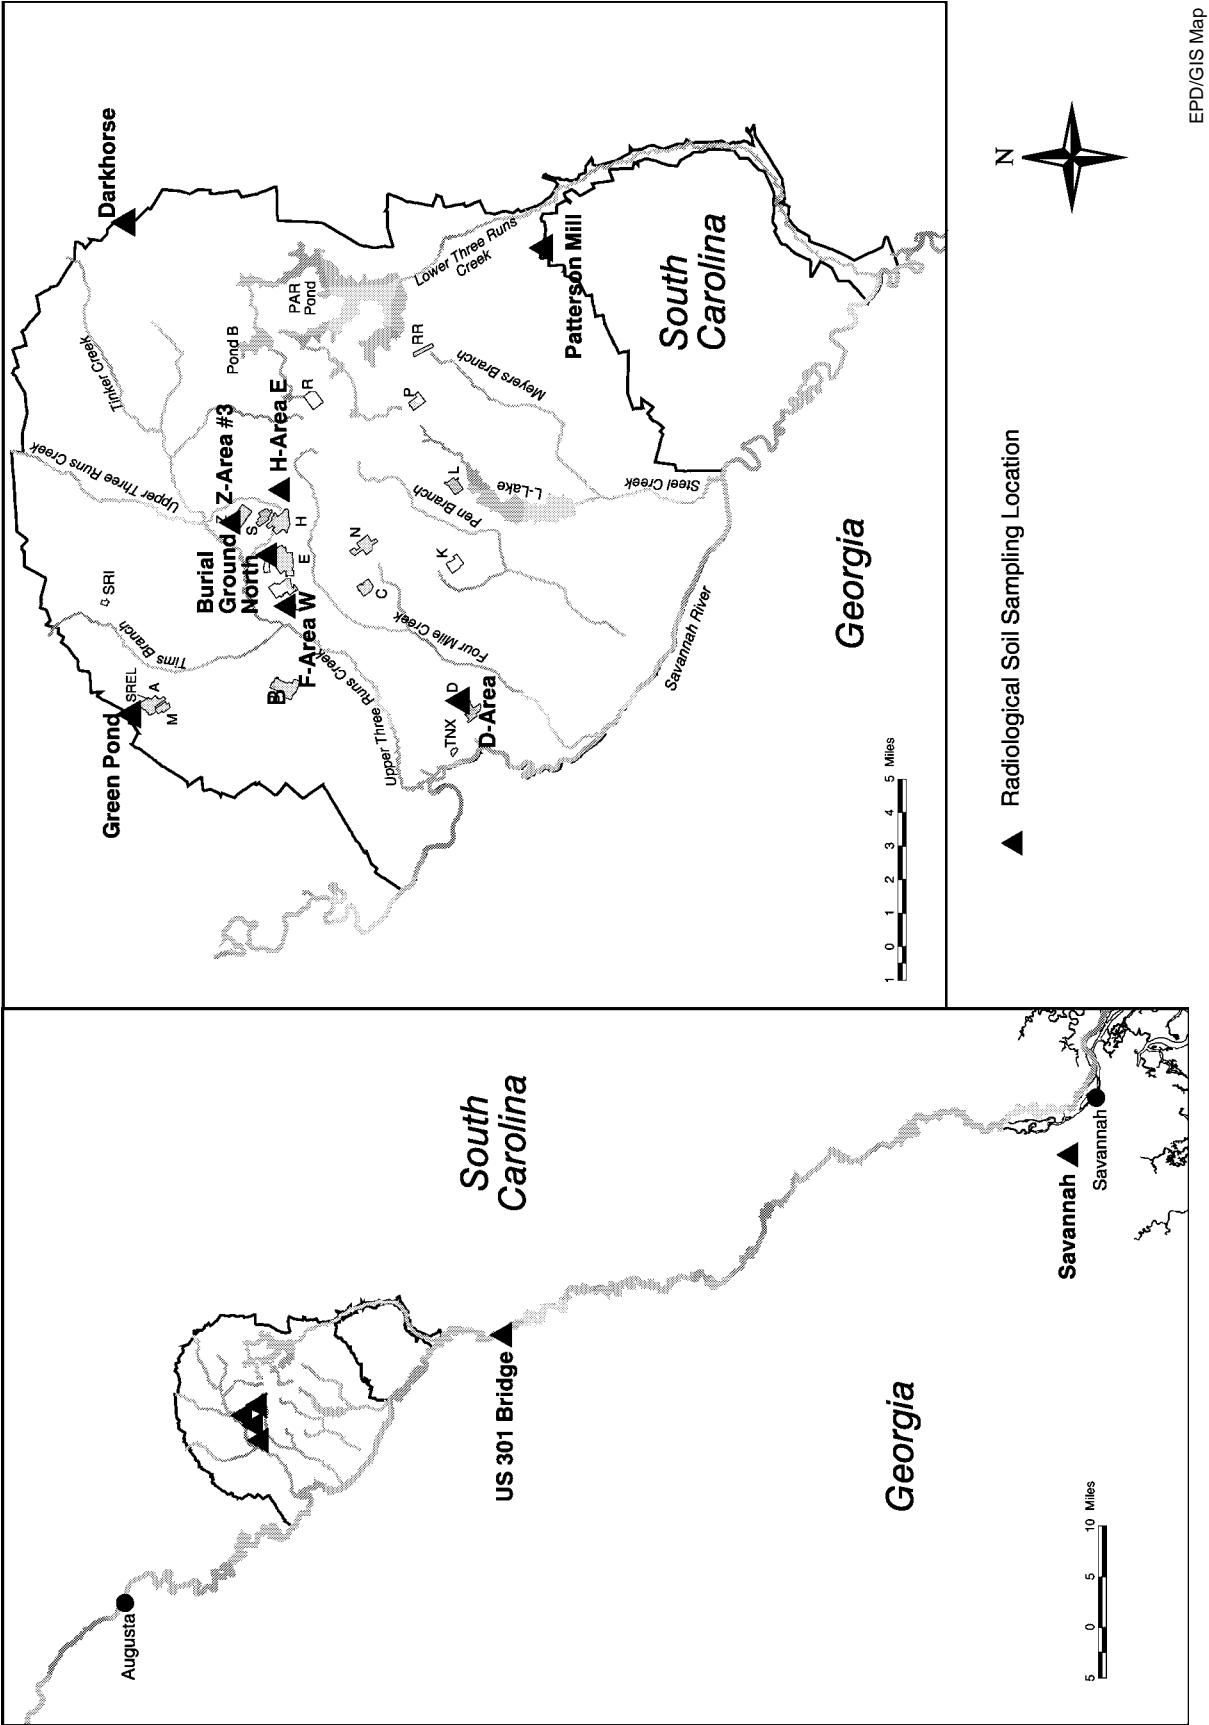 Augusta
US 301 Bridge
South
Carolina
Georgia
Savannah
Savannah
5
0
5
10 Miles
Green Pond
SREL
A
M
SRI
Tims Branch
Upper Three Runs Creek
Tinker Creek
Darkhorse
Burial
Ground
North
Z
Z-Area #3
S
H
H-Area E
E
F-Area W
B
Pond B
PAR
Pond
R
Upper Three Runs Creek
Four Mile Creek
C
N
K
Pen Branch
L
L-Lake
P
RR
Meyers Branch
Steel Creek
Lower Three Runs
Creek
Patterson Mill
TNX
D
D-Area
Savannah River
South
Carolina
Georgia
1
0
1
2
3
4
5 Miles
Radiological Soil Sampling Location
N
EPD/GIS Map